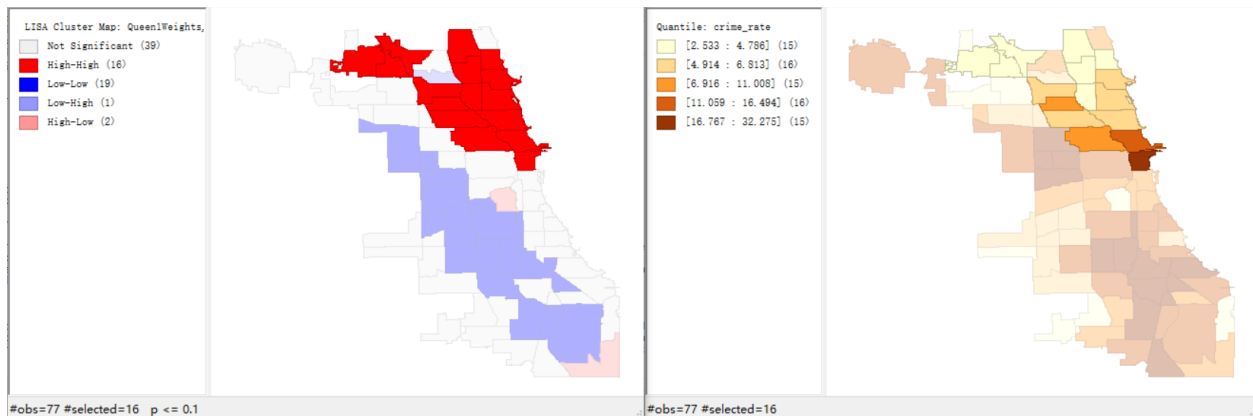 LISA Cluster Map: Queen1Weights,
Not Significant (39)
High-High (16)
Low-Low (19)
Low-High (1)
High-Low (2)
#obs=77 #selected=16 p <= 0.1
Quantile: crime_rate
[2.533 : 4.786] (15)
[4.914 : 6.813] (16)
[6.916 : 11.008] (15)
[11.059 : 16.494] (16)
[16.767 : 32.275] (15)
#obs=77 #selected=16